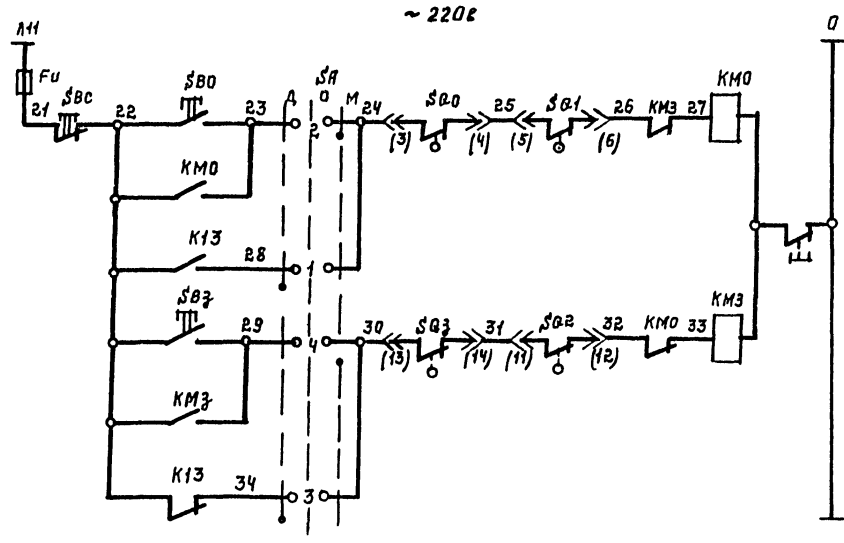 ~ 220в
Л11
0
FU
SBC
21
22
SBO
23
SA
Д О М
2
24
SQ0
25
SQ1
26
КМ3
27
КМО
(3)
(4)
(5)
(6)
КМО
К13
28
1
SBЗ
29
4
30
SQ3
31
SQ2
32
КМО
33
КМЗ
(13)
(14)
(11)
(12)
КМЗ
К13
34
3